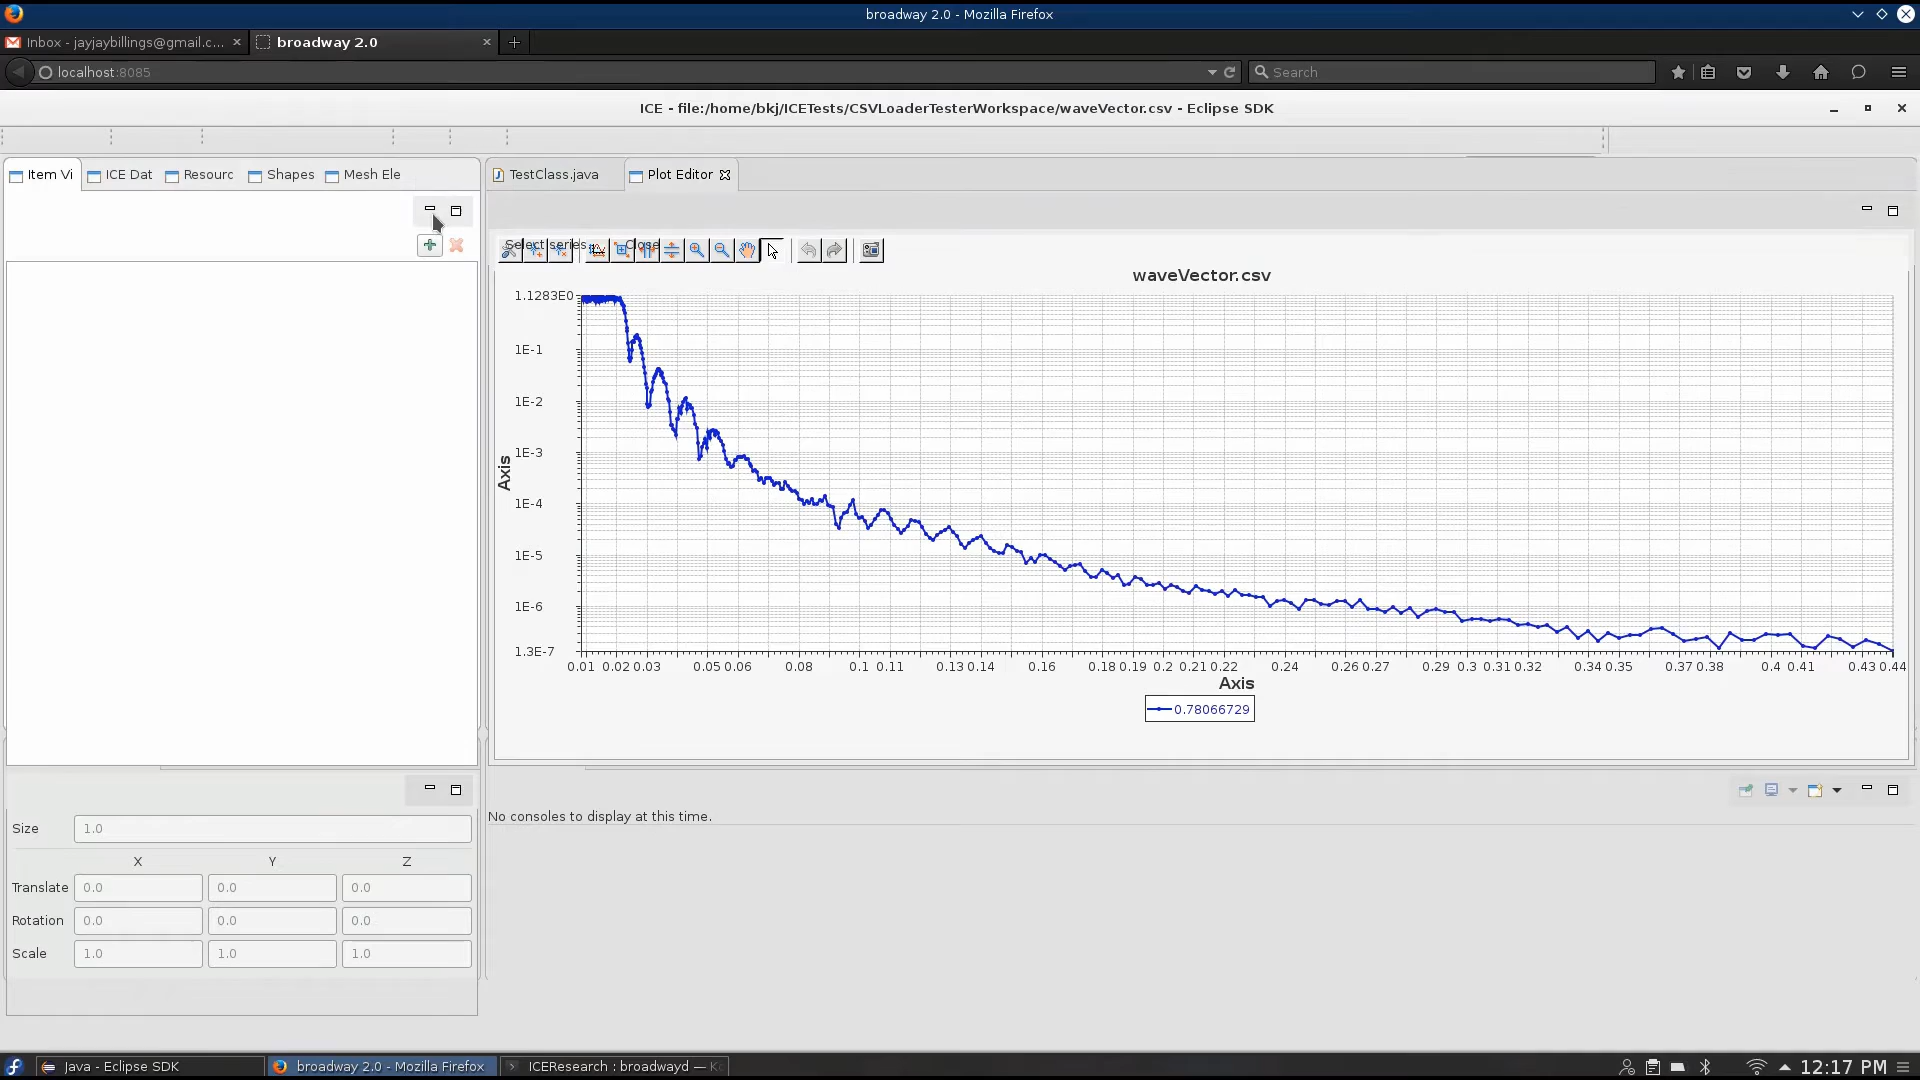 broadway 2.0 - Mozilla Firefox
Inbox - jayjaybillings@gmail.c...
broadway 2.0
localhost:8085
Search
ICE - file:/home/bkj/ICETests/CSVLoaderTesterWorkspace/waveVector.csv - Eclipse SDK
Item Vi
ICE Dat
Resourc
Shapes
Mesh Ele
TestClass.java
Plot Editor
Select series
Close
waveVector.csv
1.1283E0
1E-1
1E-2
1E-3
1E-4
1E-5
1E-6
1.3E-7
Axis
0.01 0.02 0.03 0.05 0.06 0.08 0.1 0.11 0.13 0.14 0.16 0.18 0.19 0.2 0.21 0.22 0.24 0.26 0.27 0.29 0.3 0.31 0.32 0.34 0.35 0.37 0.38 0.4 0.41 0.43 0.44
Axis
0.78066729
No consoles to display at this time.
Size 1.0
X Y Z
Translate 0.0 0.0 0.0
Rotation 0.0 0.0 0.0
Scale 1.0 1.0 1.0
Java - Eclipse SDK
broadway 2.0 - Mozilla Firefox
ICEResearch : broadwayd — K
12:17 PM